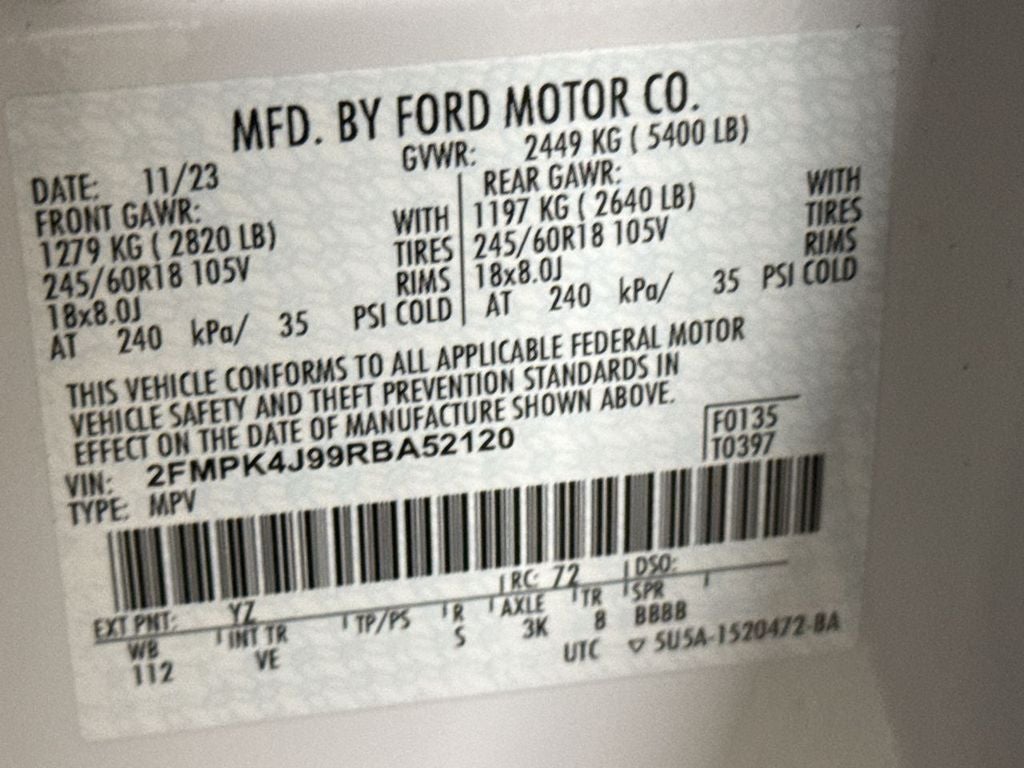 MFD. BY FORD MOTOR CO.
DATE: 11/23 GVWR: 2449 KG ( 5400 LB)
FRONT GAWR: REAR GAWR:
1279 KG ( 2820 LB) WITH 1197 KG ( 2640 LB) WITH
245/60R18 105V TIRES 245/60R18 105V TIRES
18x8.0J RIMS 18x8.0J RIMS
AT 240 kPa/ 35 PSI COLD AT 240 kPa/ 35 PSI COLD
THIS VEHICLE CONFORMS TO ALL APPLICABLE FEDERAL MOTOR
VEHICLE SAFETY AND THEFT PREVENTION STANDARDS IN
EFFECT ON THE DATE OF MANUFACTURE SHOWN ABOVE.
F0135
T0397
VIN: 2FMPK4J99RBA52120
TYPE: MPV
EXT PNT: YZ RC: 72 DSO:
WB INT TR TP/PS R AXLE TR SPR
112 VE S 3K 8 BBBB
UTC ▽ 5U5A-1520472-BA